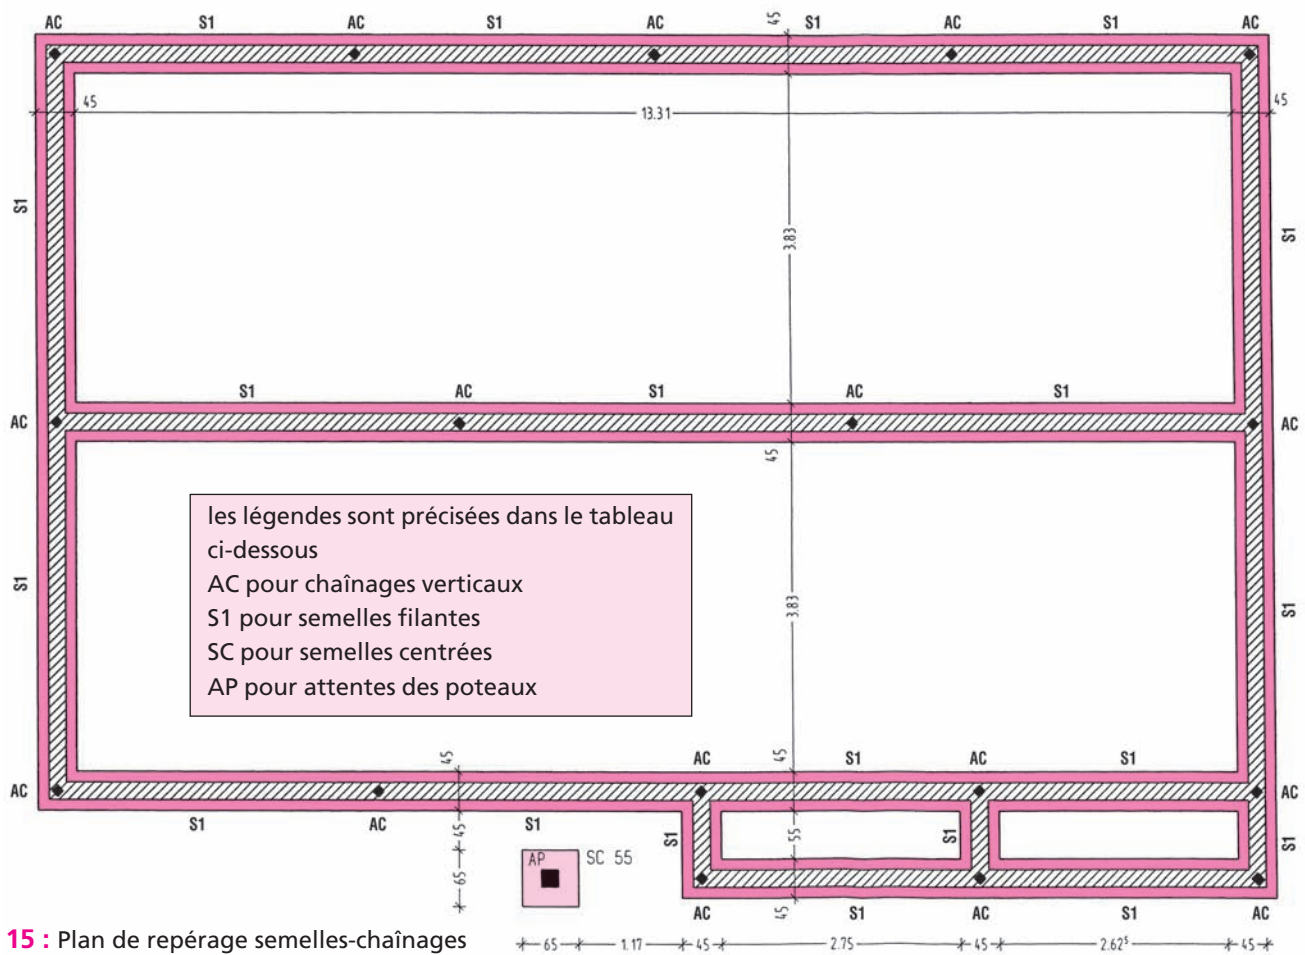 AC S1 AC S1 AC 45 S1 AC S1 AC
45 13.31 45
S1 3.83 S1
S1 AC S1 AC S1
AC AC
45
les légendes sont précisées dans le tableau
ci-dessous
AC pour chaînages verticaux
S1 pour semelles filantes
SC pour semelles centrées
AP pour attentes des poteaux
S1 3.83 S1
45 AC 45 S1 AC S1
AC AC
S1 AC 45 S1 S1 55 S1 S1
AP SC 55
65
AC 45 S1 AC S1 AC
15 : Plan de repérage semelles-chaînages
65 1.17 45 2.75 45 2.62⁵ 45